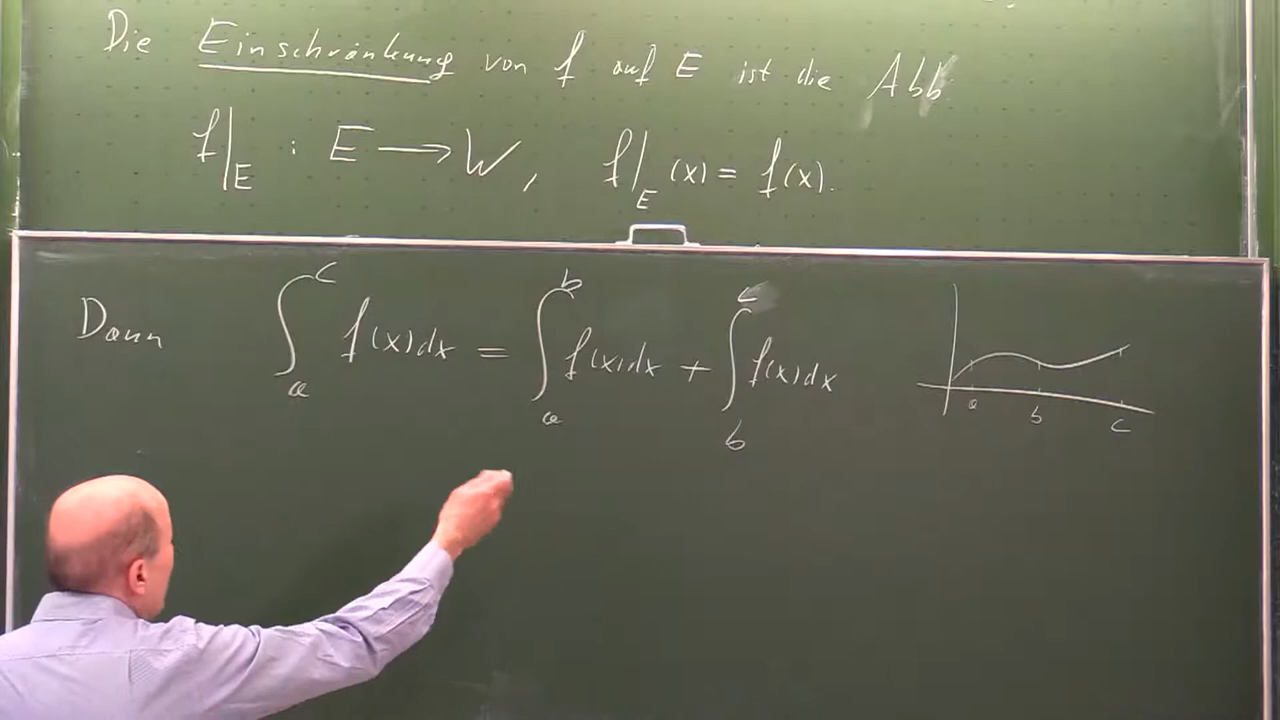 Die Einschränkung von f auf E ist die Abb.
f|_E : E → W, f|_E (x) = f(x).
Dann ∫_a^c f(x)dx = ∫_a^b f(x)dx + ∫_b^c f(x)dx
a b c